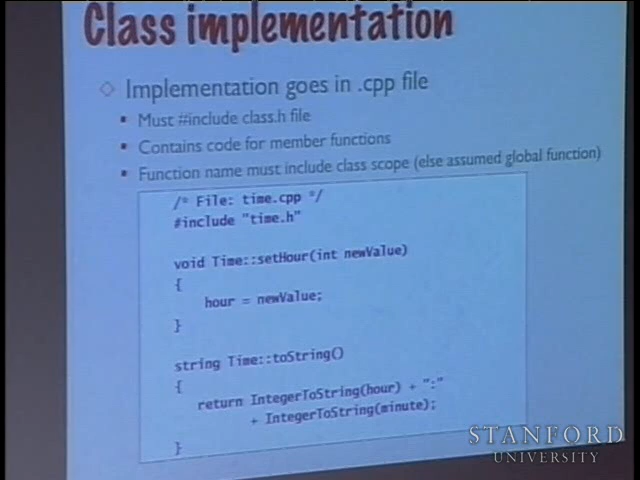 Class implementation
Implementation goes in .cpp file
Must #include class.h file
Contains code for member functions
Function name must include class scope (else assumed global function)
/* File: time.cpp */
#include "time.h"
void Time::setHour(int newValue)
{
hour = newValue;
}
string Time::toString()
{
return IntegerToString(hour) + ":"
+ IntegerToString(minute);
}
STANFORD
UNIVERSITY